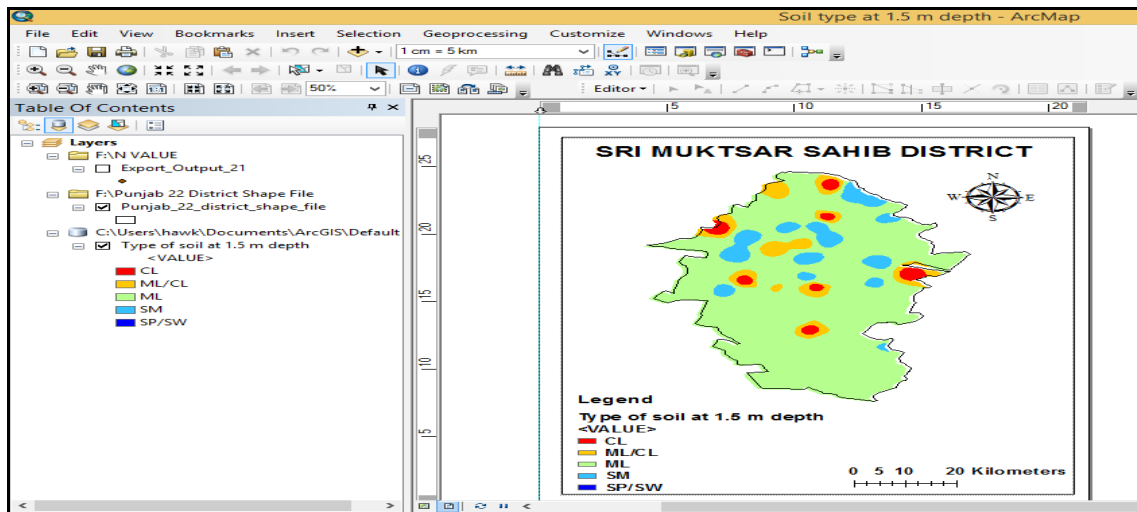 Soil type at 1.5 m depth - ArcMap
File Edit View Bookmarks Insert Selection Geoprocessing Customize Windows Help
1 cm = 5 km
XY
50%
Editor
Table Of Contents
5 10 15 20
Layers
F:\N VALUE
Export_Output_21
F:\Punjab 22 District Shape File
Punjab_22_district_shape_file
C:\Users\hawk\Documents\ArcGIS\Default
Type of soil at 1.5 m depth
<VALUE>
CL
ML/CL
ML
SM
SP/SW
25
20
15
10
5
SRI MUKTSAR SAHIB DISTRICT
N
W E
S
Legend
Type of soil at 1.5 m depth
<VALUE>
CL
ML/CL
ML
SM
SP/SW
0 5 10 20 Kilometers